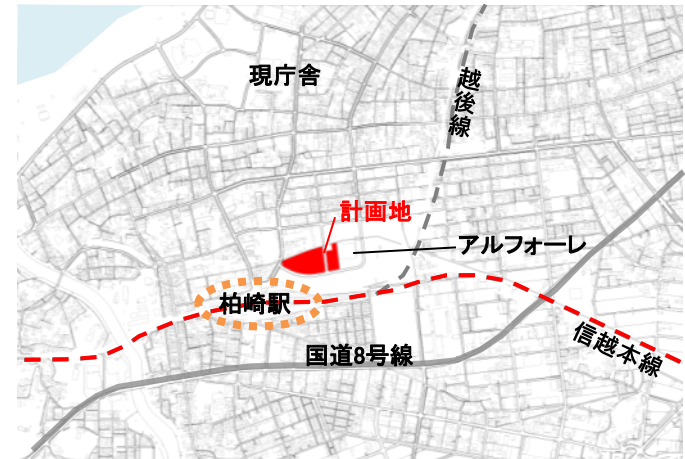 現庁舎
越後線
計画地
アルフォーレ
柏崎駅
国道8号線
信越本線